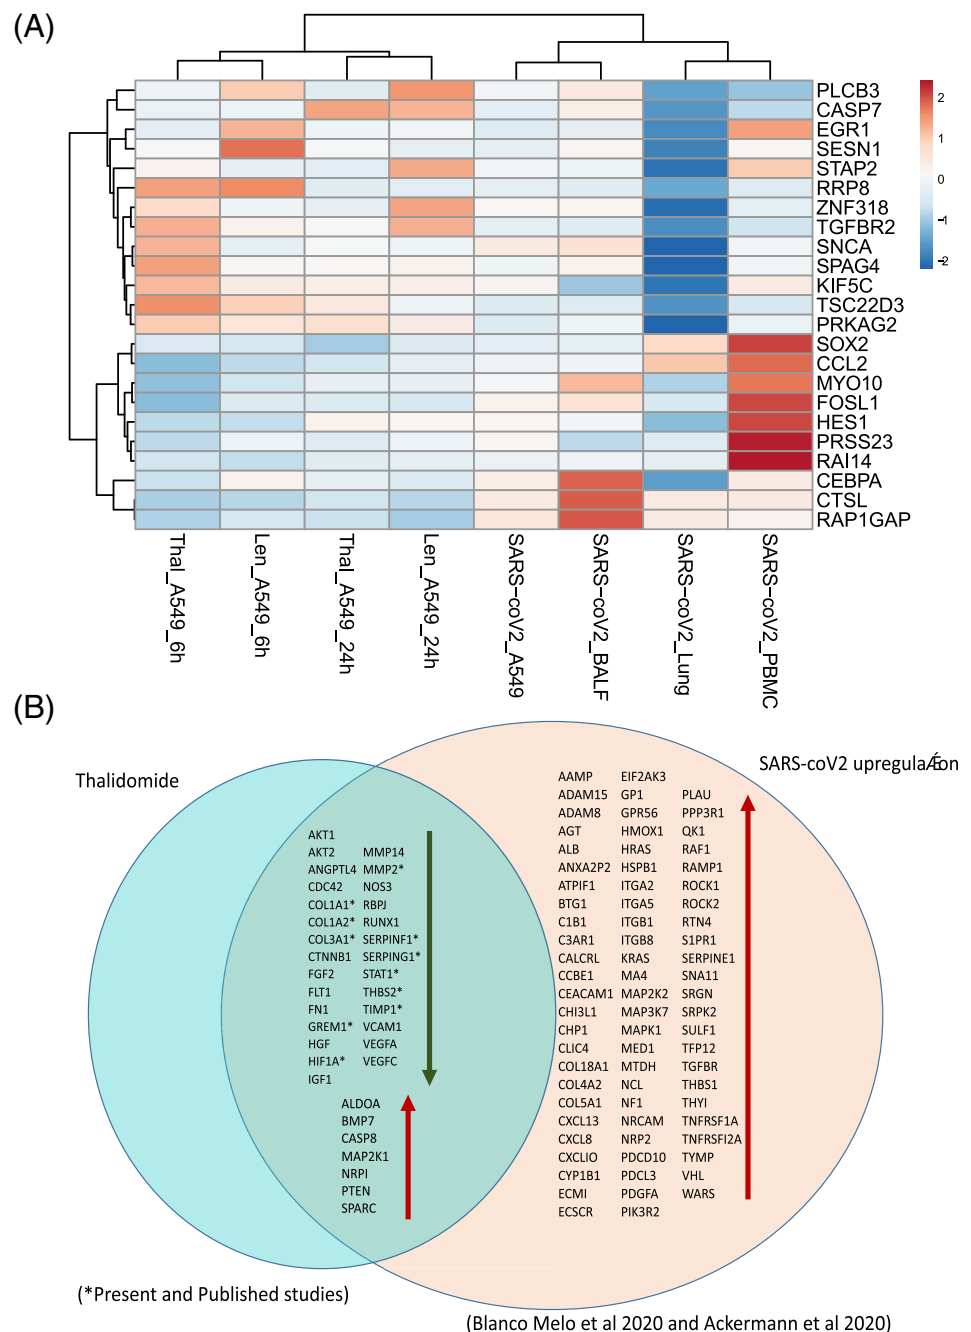 (A)
PLCB3
CASP7
EGR1
SESN1
STAP2
RRP8
ZNF318
TGFBR2
SNCA
SPAG4
KIF5C
TSC22D3
PRKAG2
SOX2
CCL2
MYO10
FOSL1
HES1
PRSS23
RAI14
CEBPA
CTSL
RAP1GAP
2
1
0
-1
-2
Thal_A549_6h
Len_A549_6h
Thal_A549_24h
Len_A549_24h
SARS-coV2_A549
SARS-coV2_BALF
SARS-coV2_Lung
SARS-coV2_PBMC
(B)
Thalidomide
SARS-coV2 upregulaÆon
AKT1
AKT2 MMP14
ANGPTL4 MMP2*
CDC42 NOS3
COL1A1* RBPJ
COL1A2* RUNX1
COL3A1* SERPINF1*
CTNNB1 SERPING1*
FGF2 STAT1*
FLT1 THBS2*
FN1 TIMP1*
GREM1* VCAM1
HGF VEGFA
HIF1A* VEGFC
IGF1
ALDOA
BMP7
CASP8
MAP2K1
NRPI
PTEN
SPARC
AAMP EIF2AK3
ADAM15 GP1 PLAU
ADAM8 GPR56 PPP3R1
AGT HMOX1 QK1
ALB HRAS RAF1
ANXA2P2 HSPB1 RAMP1
ATPIF1 ITGA2 ROCK1
BTG1 ITGA5 ROCK2
C1B1 ITGB1 RTN4
C3AR1 ITGB8 S1PR1
CALCRL KRAS SERPINE1
CCBE1 MA4 SNA11
CEACAM1 MAP2K2 SRGN
CHI3L1 MAP3K7 SRPK2
CHP1 MAPK1 SULF1
CLIC4 MED1 TFP12
COL18A1 MTDH TGFBR
COL4A2 NCL THBS1
COL5A1 NF1 THYI
CXCL13 NRCAM TNFRSF1A
CXCL8 NRP2 TNFRSFI2A
CXCLIO PDCD10 TYMP
CYP1B1 PDCL3 VHL
ECMI PDGFA WARS
ECSCR PIK3R2
(*Present and Published studies)
(Blanco Melo et al 2020 and Ackermann et al 2020)